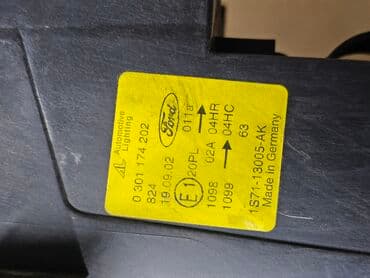 AL Automotive Lighting
0 301 174 202
824
19.09.02
Ford
011a
E1
20PL
02A
04HR
1098
1099
04HC
63
1S71-13005-AK
Made in Germany